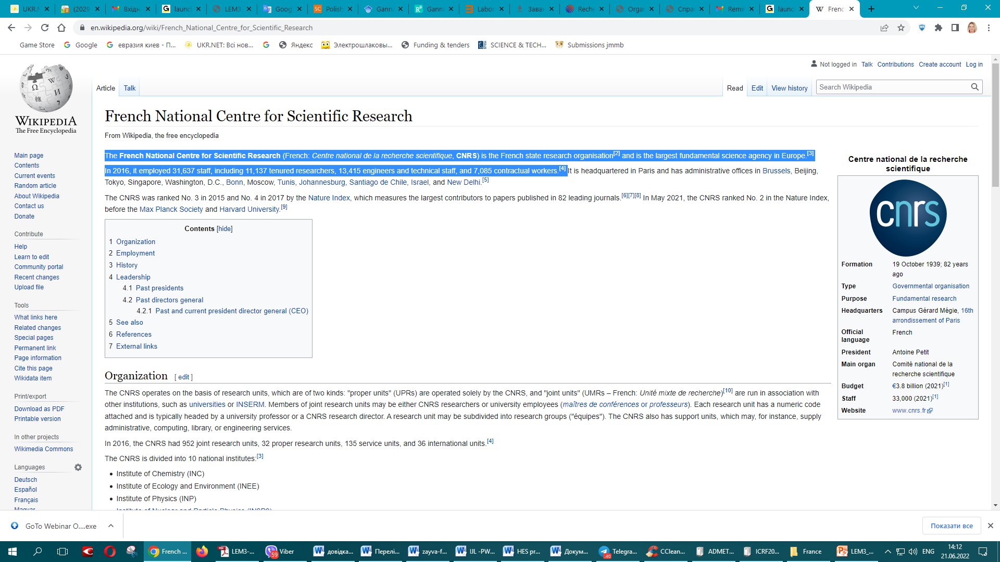 UKR.N
(2029
Вхідн
launc
LEM3
Goog
Polish
Ganna
Ganna
Labor
Заван
Reche
Orga
Спра
Remi
launc
Frenc
en.wikipedia.org/wiki/French_National_Centre_for_Scientific_Research
Game Store
Google
евразия киев - П...
UKR.NET: Всі нов...
Яндекс
Электрошлаковы...
Funding & tenders
SCIENCE & TECH...
Submissions jmmb
Not logged in Talk Contributions Create account Log in
Article Talk
Read Edit View history
Search Wikipedia
WIKIPEDIA
The Free Encyclopedia
Main page
Contents
Current events
Random article
About Wikipedia
Contact us
Donate
Contribute
Help
Learn to edit
Community portal
Recent changes
Upload file
Tools
What links here
Related changes
Special pages
Permanent link
Page information
Cite this page
Wikidata item
Print/export
Download as PDF
Printable version
In other projects
Wikimedia Commons
Languages
Deutsch
Español
Français
Magyar
French National Centre for Scientific Research
From Wikipedia, the free encyclopedia
The French National Centre for Scientific Research (French: Centre national de la recherche scientifique, CNRS) is the French state research organisation[2] and is the largest fundamental science agency in Europe.[3]
In 2016, it employed 31,637 staff, including 11,137 tenured researchers, 13,415 engineers and technical staff, and 7,085 contractual workers.[4] It is headquartered in Paris and has administrative offices in Brussels, Beijing,
Tokyo, Singapore, Washington, D.C., Bonn, Moscow, Tunis, Johannesburg, Santiago de Chile, Israel, and New Delhi.[5]
The CNRS was ranked No. 3 in 2015 and No. 4 in 2017 by the Nature Index, which measures the largest contributors to papers published in 82 leading journals.[6][7][8] In May 2021, the CNRS ranked No. 2 in the Nature Index,
before the Max Planck Society and Harvard University.[9]
Contents [hide]
1 Organization
2 Employment
3 History
4 Leadership
4.1 Past presidents
4.2 Past directors general
4.2.1 Past and current president director general (CEO)
5 See also
6 References
7 External links
Organization [ edit ]
The CNRS operates on the basis of research units, which are of two kinds: "proper units" (UPRs) are operated solely by the CNRS, and "joint units" (UMRs – French: Unité mixte de recherche)[10] are run in association with
other institutions, such as universities or INSERM. Members of joint research units may be either CNRS researchers or university employees (maîtres de conférences or professeurs). Each research unit has a numeric code
attached and is typically headed by a university professor or a CNRS research director. A research unit may be subdivided into research groups ("équipes"). The CNRS also has support units, which may, for instance, supply
administrative, computing, library, or engineering services.
In 2016, the CNRS had 952 joint research units, 32 proper research units, 135 service units, and 36 international units.[4]
The CNRS is divided into 10 national institutes:[3]
• Institute of Chemistry (INC)
• Institute of Ecology and Environment (INEE)
• Institute of Physics (INP)
Institute of Nuclear and Particle Physics (IN2P3)
Centre national de la recherche
scientifique
cnrs
Formation 19 October 1939; 82 years
ago
Type Governmental organisation
Purpose Fundamental research
Headquarters Campus Gérard Mégie, 16th
arrondissement of Paris
Official
language French
President Antoine Petit
Main organ Comité national de la
recherche scientifique
Budget €3.8 billion (2021)[1]
Staff 33,000 (2021)[1]
Website www.cnrs.fr
GoTo Webinar O....exe
Показати все
French ...
LEM3-...
59
Viber
довідка...
Перелі...
zayva-f...
IJL -PW...
HES pr...
Докум...
40
Telegra...
CClean...
ADMET...
ICRF20...
France
LEM3_...
ENG
14:12
21.06.2022